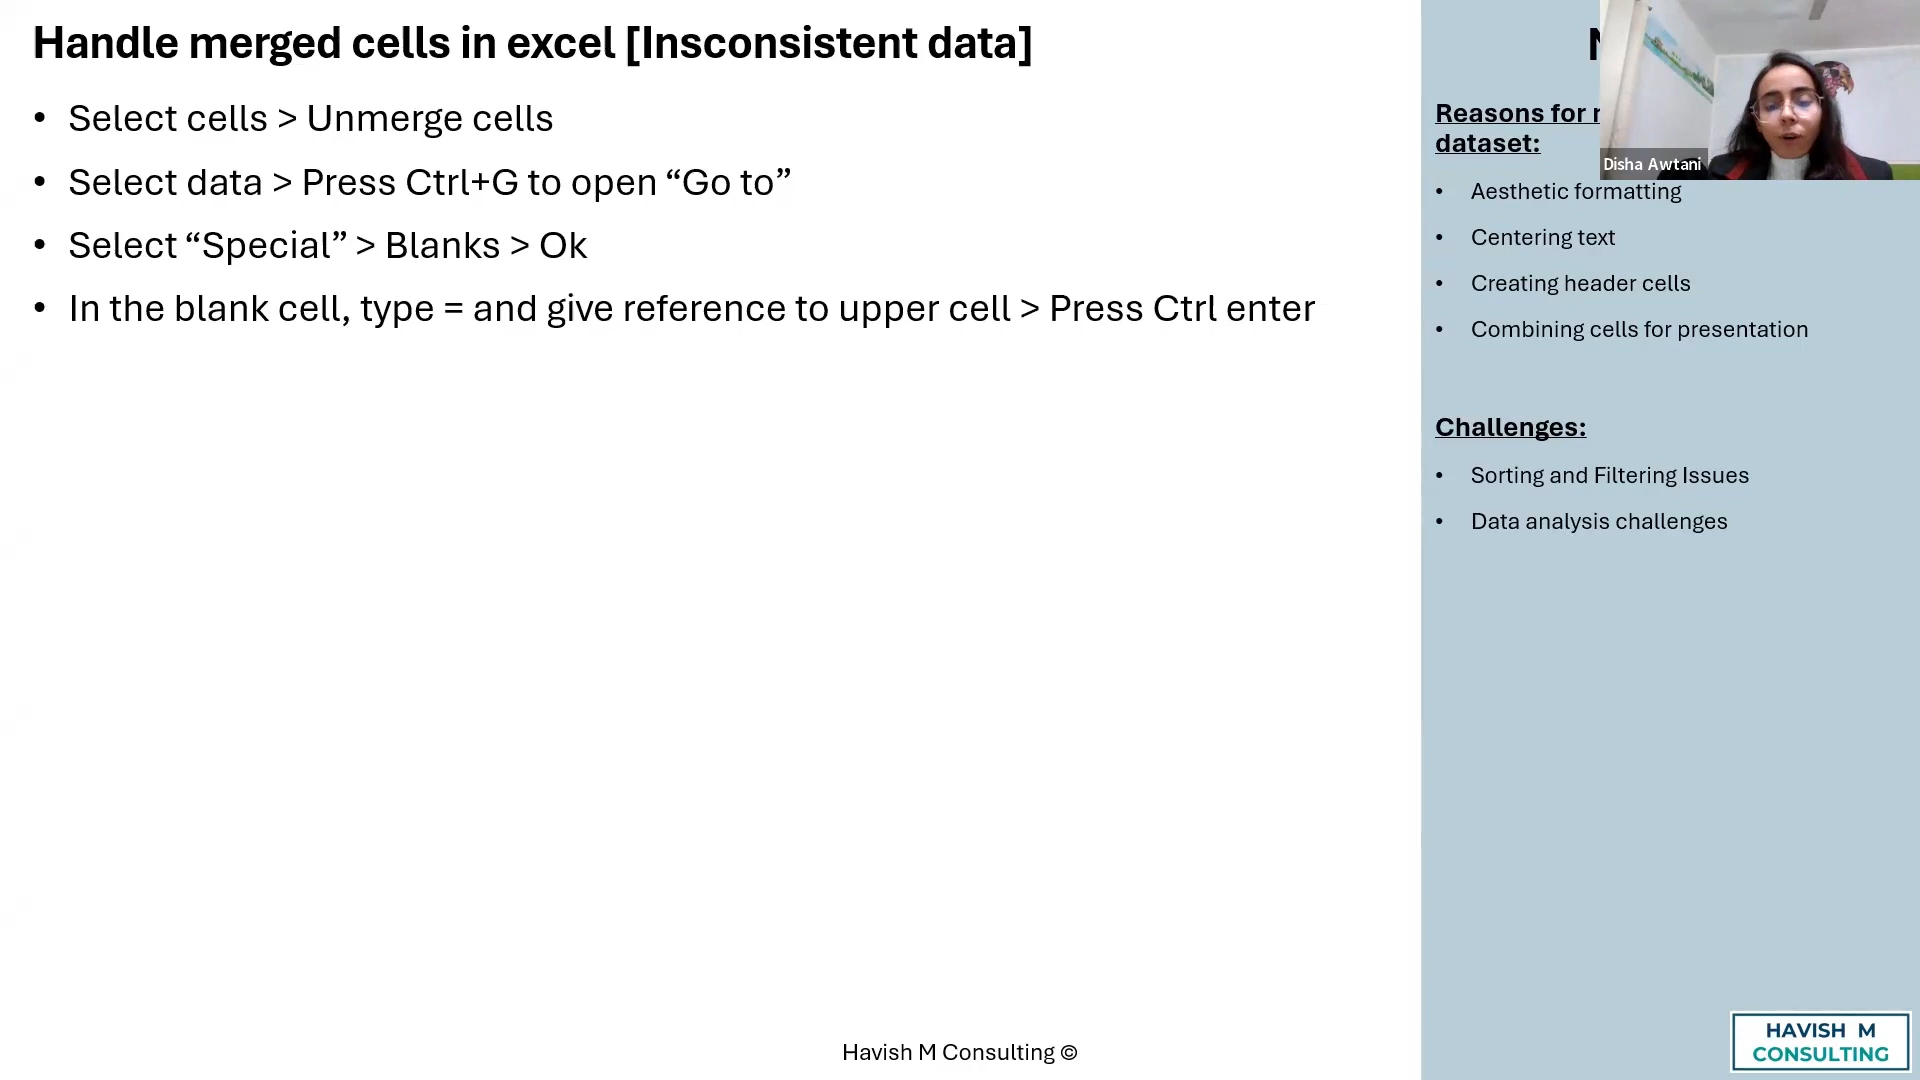 Handle merged cells in excel [Insconsistent data]
• Select cells > Unmerge cells
• Select data > Press Ctrl+G to open “Go to”
• Select “Special” > Blanks > Ok
• In the blank cell, type = and give reference to upper cell > Press Ctrl enter
Reasons for
dataset:
• Aesthetic formatting
• Centering text
• Creating header cells
• Combining cells for presentation
Challenges:
• Sorting and Filtering Issues
• Data analysis challenges
Disha Awtani
Havish M Consulting ©
HAVISH M
CONSULTING